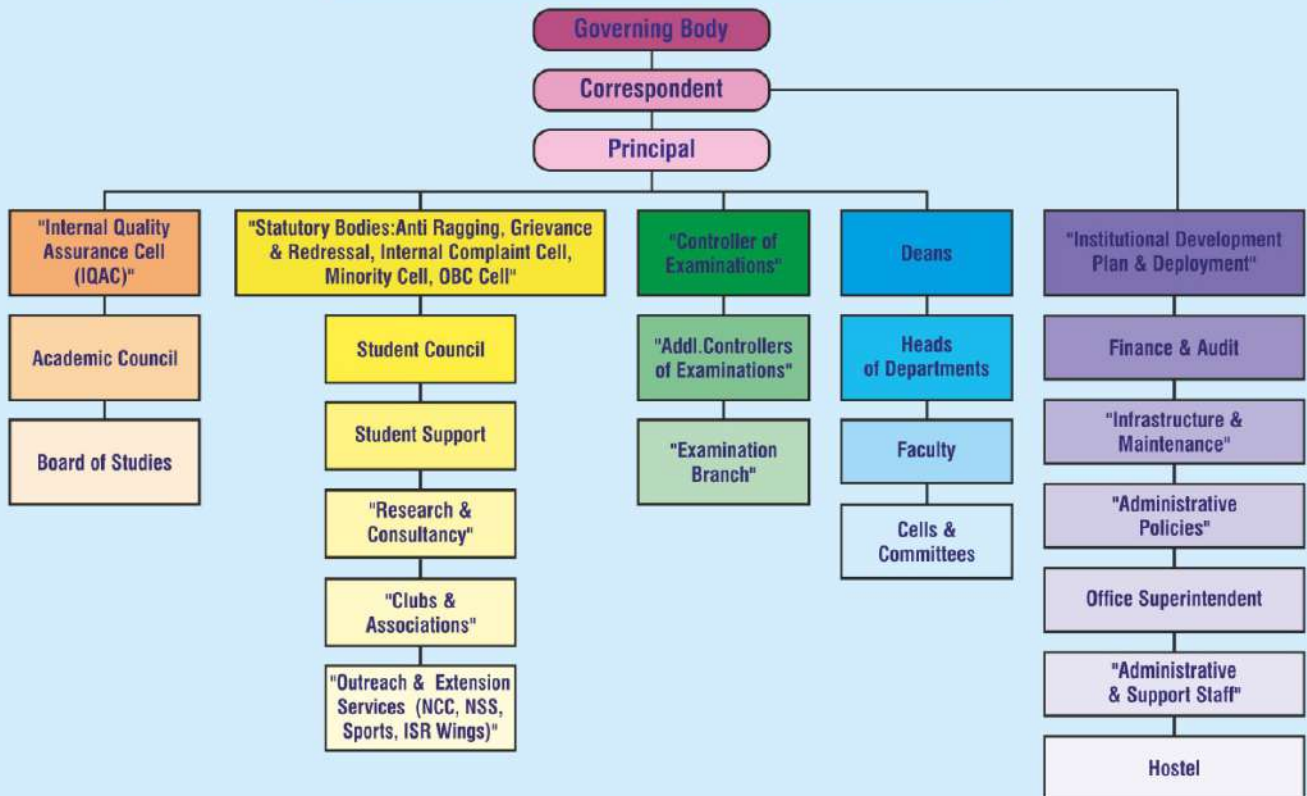 Governing Body
Correspondent
Principal
"Internal Quality
Assurance Cell
(IQAC)"
Academic Council
Board of Studies
"Statutory Bodies:Anti Ragging, Grievance
& Redressal, Internal Complaint Cell,
Minority Cell, OBC Cell"
Student Council
Student Support
"Research &
Consultancy"
"Clubs &
Associations"
"Outreach & Extension
Services (NCC, NSS,
Sports, ISR Wings)"
"Controller of
Examinations"
"Addl.Controllers
of Examinations"
"Examination
Branch"
Deans
Heads
of Departments
Faculty
Cells &
Committees
"Institutional Development
Plan & Deployment"
Finance & Audit
"Infrastructure &
Maintenance"
"Administrative
Policies"
Office Superintendent
"Administrative
& Support Staff"
Hostel